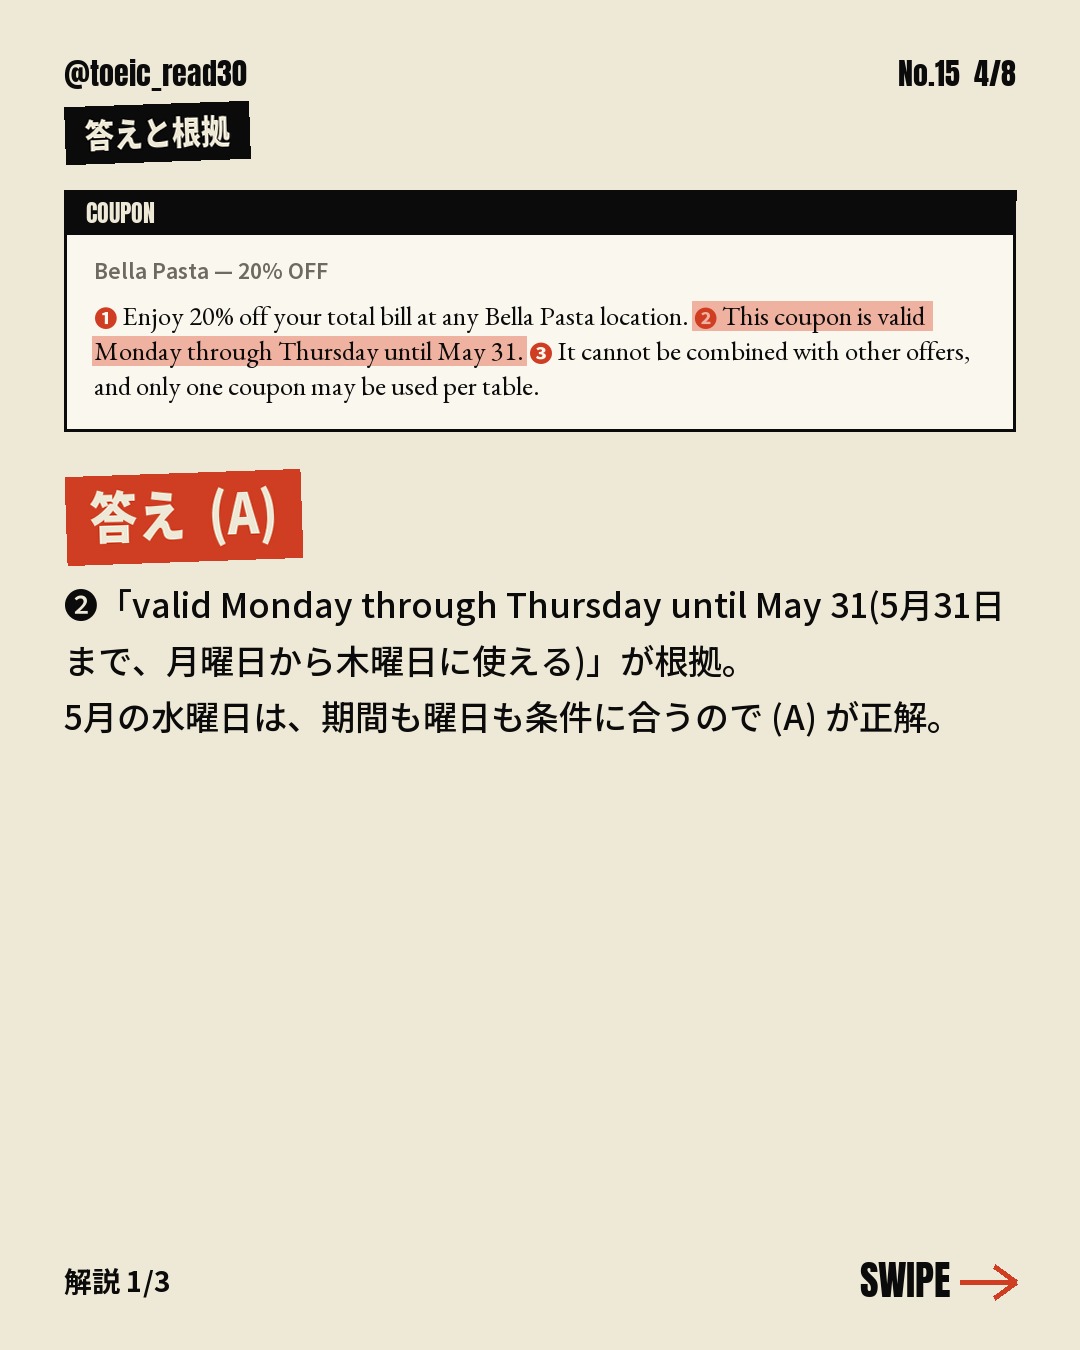 @toeic_read30
No.15 4/8
答えと根拠
COUPON
Bella Pasta — 20% OFF
❶ Enjoy 20% off your total bill at any Bella Pasta location. ❷ This coupon is valid
Monday through Thursday until May 31. ❸ It cannot be combined with other offers,
and only one coupon may be used per table.
答え (A)
❷「valid Monday through Thursday until May 31(5月31日
まで、月曜日から木曜日に使える)」が根拠。
5月の水曜日は、期間も曜日も条件に合うので (A) が正解。
解説 1/3
SWIPE →